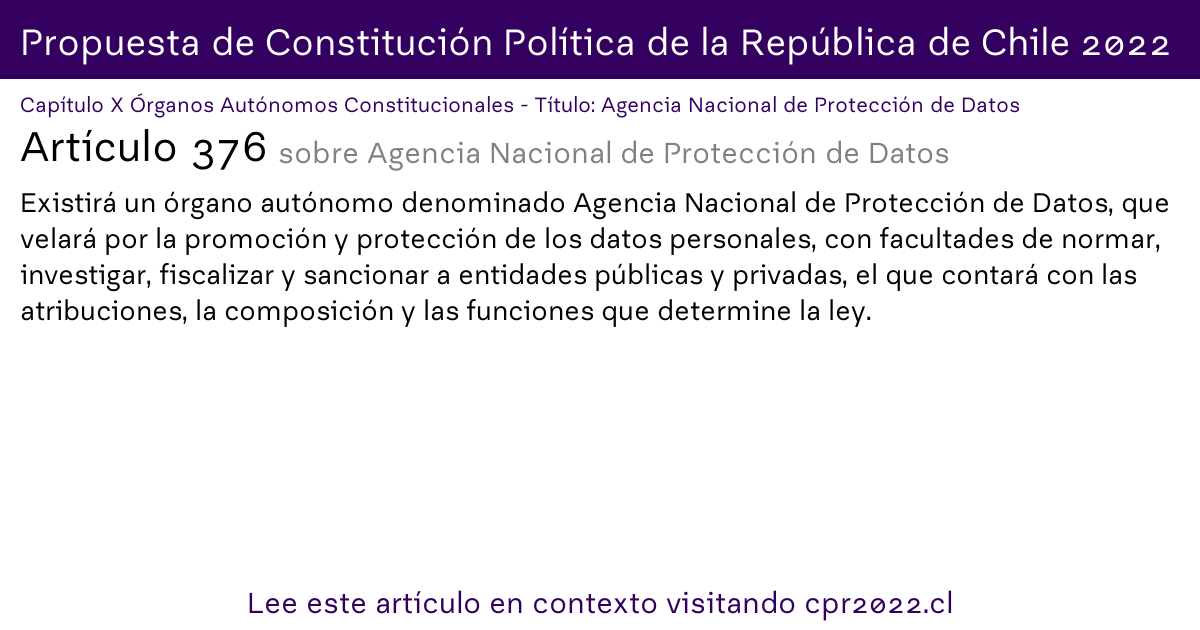 Propuesta de Constitución Política de la República de Chile 2022
Capítulo X Órganos Autónomos Constitucionales - Título: Agencia Nacional de Protección de Datos
Artículo 376 sobre Agencia Nacional de Protección de Datos
Existirá un órgano autónomo denominado Agencia Nacional de Protección de Datos, que
velará por la promoción y protección de los datos personales, con facultades de normar,
investigar, fiscalizar y sancionar a entidades públicas y privadas, el que contará con las
atribuciones, la composición y las funciones que determine la ley.
Lee este artículo en contexto visitando cpr2022.cl